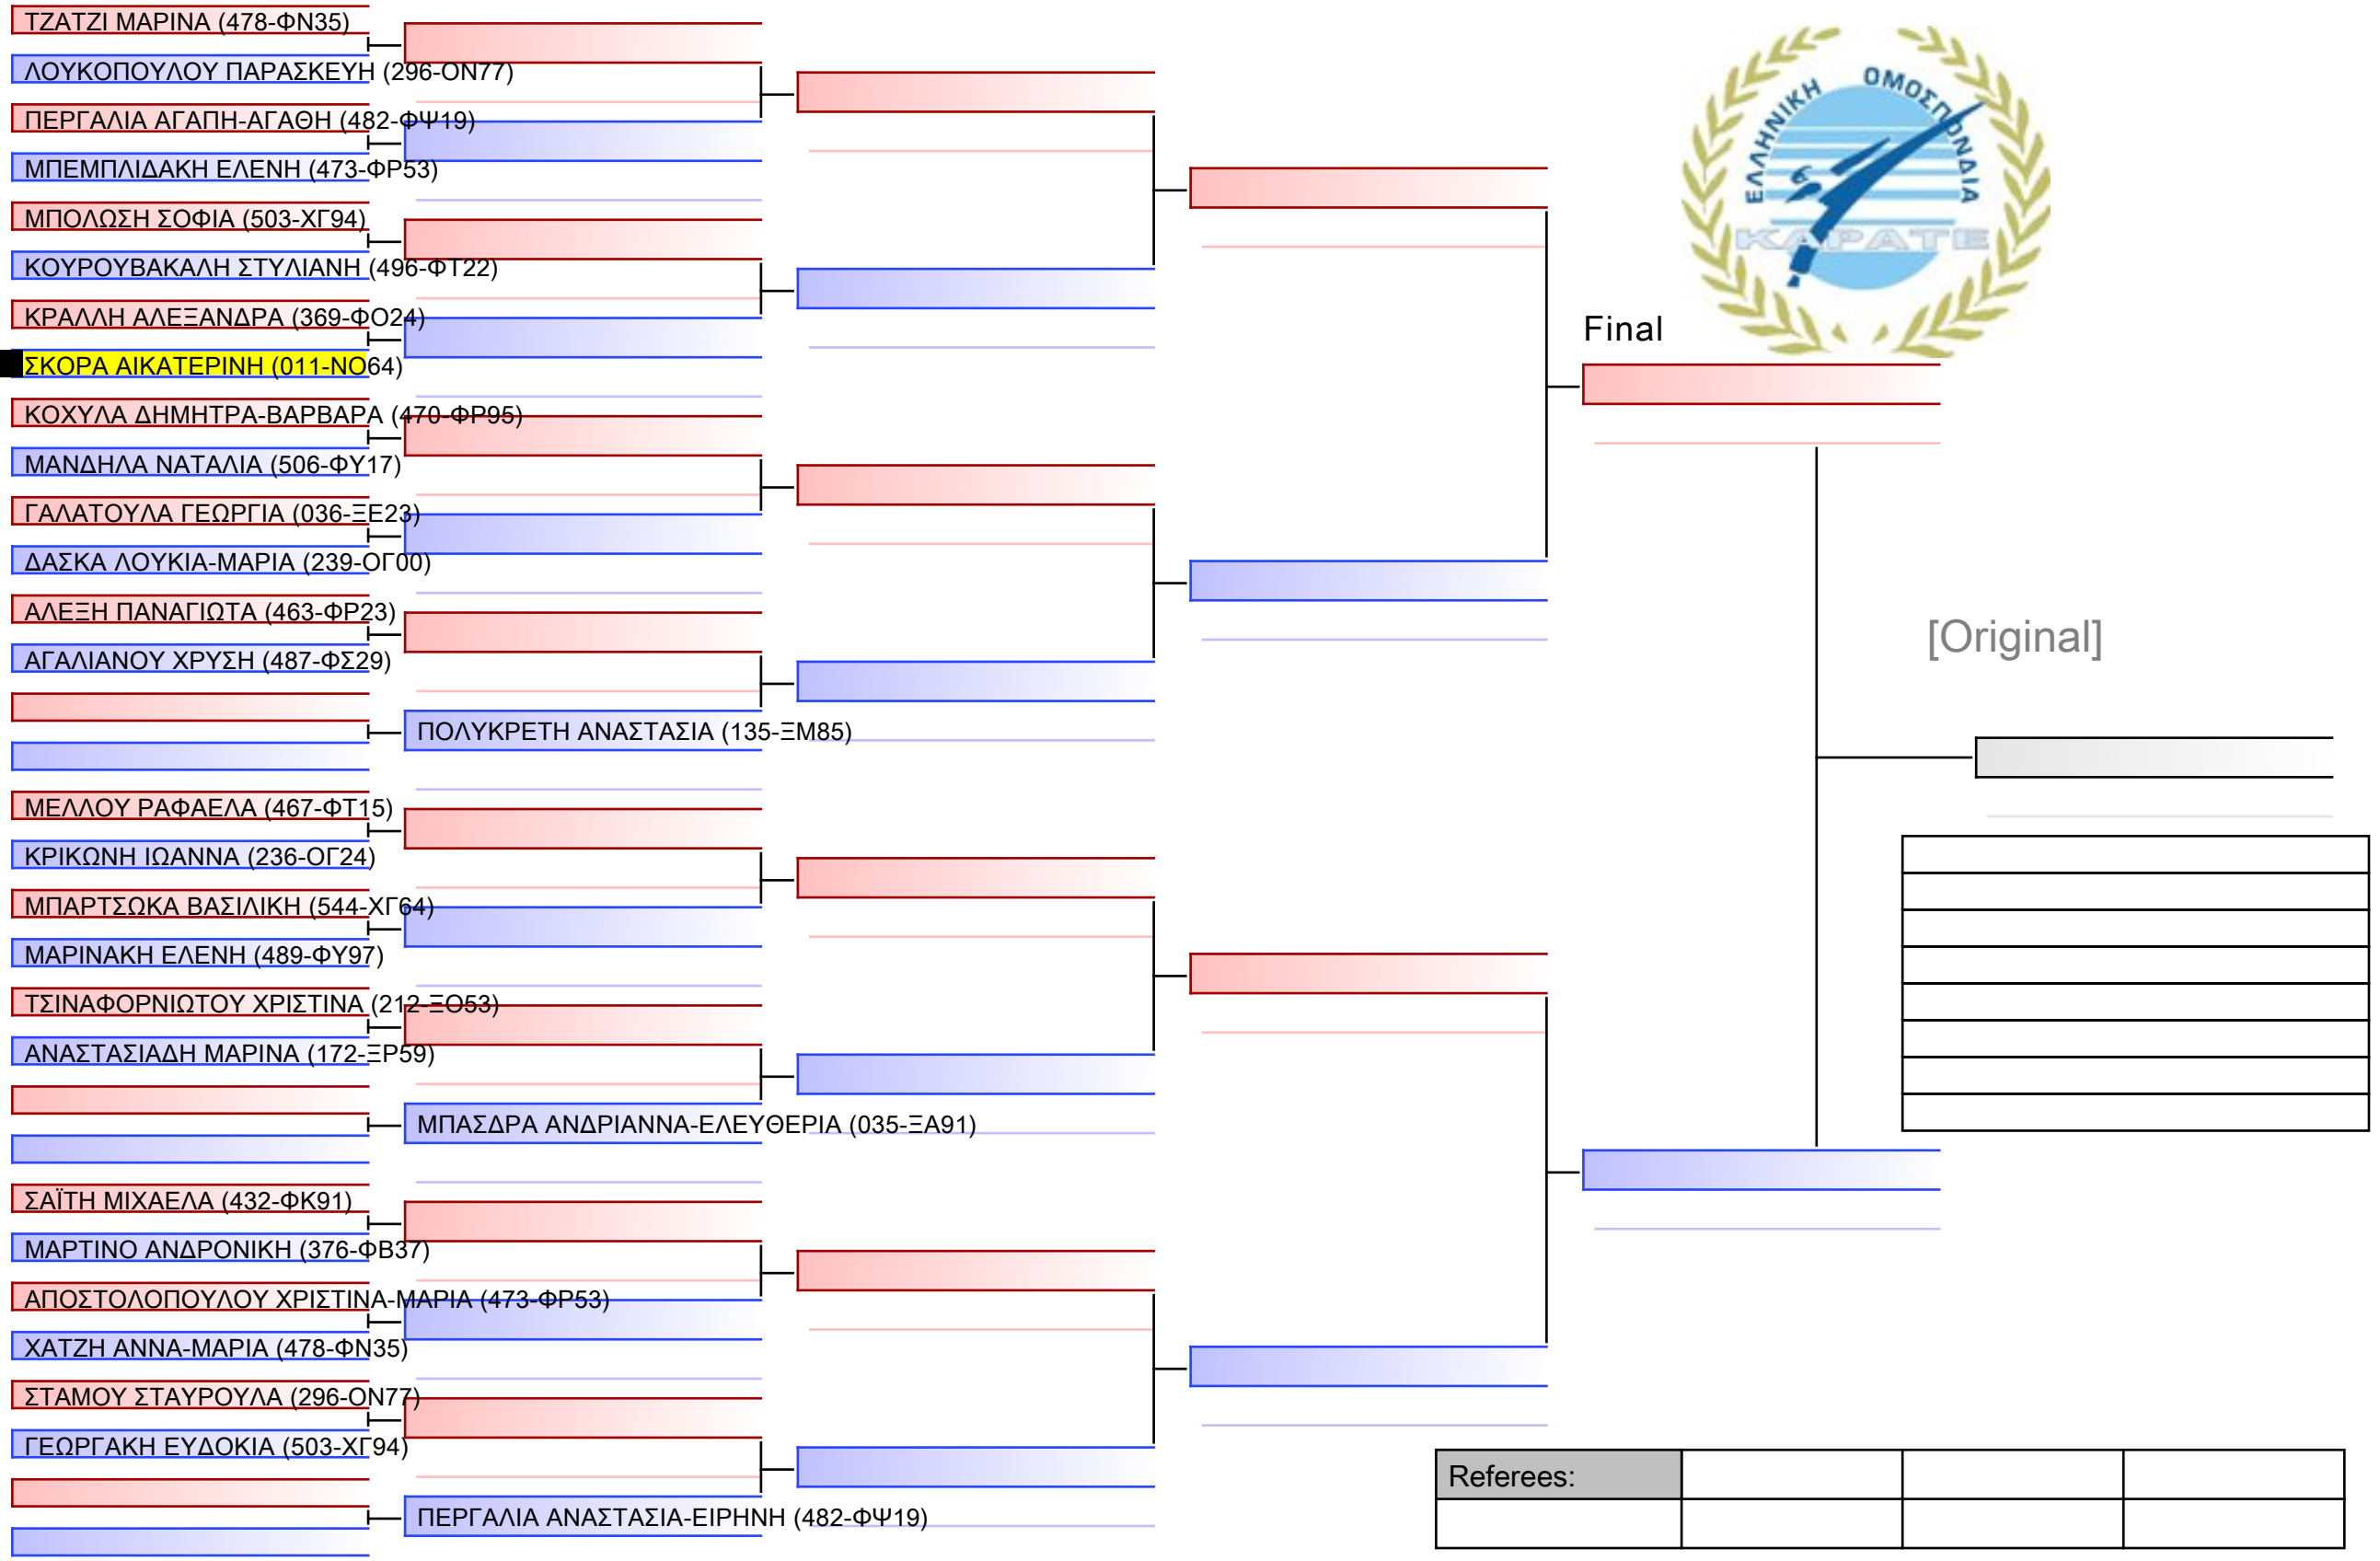 ΤΖΑΤΖΙ ΜΑΡΙΝΑ (478-ΦΝ35)
ΛΟΥΚΟΠΟΥΛΟΥ ΠΑΡΑΣΚΕΥΗ (296-ΟΝ77)
ΠΕΡΓΑΛΙΑ ΑΓΑΠΗ-ΑΓΑΘΗ (482-ΦΨ19)
ΜΠΕΜΠΛΙΔΑΚΗ ΕΛΕΝΗ (473-ΦΡ53)
ΜΠΟΛΩΣΗ ΣΟΦΙΑ (503-ΧΓ94)
ΚΟΥΡΟΥΒΑΚΑΛΗ ΣΤΥΛΙΑΝΗ (496-ΦΤ22)
ΚΡΑΛΛΗ ΑΛΕΞΑΝΔΡΑ (369-ΦΟ24)
ΣΚΟΡΑ ΑΙΚΑΤΕΡΙΝΗ (011-ΝΟ64)
ΚΟΧΥΛΑ ΔΗΜΗΤΡΑ-ΒΑΡΒΑΡΑ (470-ΦΡ95)
ΜΑΝΔΗΛΑ ΝΑΤΑΛΙΑ (506-ΦΥ17)
ΓΑΛΑΤΟΥΛΑ ΓΕΩΡΓΙΑ (036-ΞΕ23)
ΔΑΣΚΑ ΛΟΥΚΙΑ-ΜΑΡΙΑ (239-ΟΓ00)
ΑΛΕΞΗ ΠΑΝΑΓΙΩΤΑ (463-ΦΡ23)
ΑΓΑΛΙΑΝΟΥ ΧΡΥΣΗ (487-ΦΣ29)
ΠΟΛΥΚΡΕΤΗ ΑΝΑΣΤΑΣΙΑ (135-ΞΜ85)
ΜΕΛΛΟΥ ΡΑΦΑΕΛΑ (467-ΦΤ15)
ΚΡΙΚΩΝΗ ΙΩΑΝΝΑ (236-ΟΓ24)
ΜΠΑΡΤΣΩΚΑ ΒΑΣΙΛΙΚΗ (544-ΧΓ64)
ΜΑΡΙΝΑΚΗ ΕΛΕΝΗ (489-ΦΥ97)
ΤΣΙΝΑΦΟΡΝΙΩΤΟΥ ΧΡΙΣΤΙΝΑ (212-ΞΟ53)
ΑΝΑΣΤΑΣΙΑΔΗ ΜΑΡΙΝΑ (172-ΞΡ59)
ΜΠΑΣΔΡΑ ΑΝΔΡΙΑΝΝΑ-ΕΛΕΥΘΕΡΙΑ (035-ΞΑ91)
ΣΑΪΤΗ ΜΙΧΑΕΛΑ (432-ΦΚ91)
ΜΑΡΤΙΝΟ ΑΝΔΡΟΝΙΚΗ (376-ΦΒ37)
ΑΠΟΣΤΟΛΟΠΟΥΛΟΥ ΧΡΙΣΤΙΝΑ-ΜΑΡΙΑ (473-ΦΡ53)
ΧΑΤΖΗ ΑΝΝΑ-ΜΑΡΙΑ (478-ΦΝ35)
ΣΤΑΜΟΥ ΣΤΑΥΡΟΥΛΑ (296-ΟΝ77)
ΓΕΩΡΓΑΚΗ ΕΥΔΟΚΙΑ (503-ΧΓ94)
ΠΕΡΓΑΛΙΑ ΑΝΑΣΤΑΣΙΑ-ΕΙΡΗΝΗ (482-ΦΨ19)
ΕΛΛΗΝΙΚΗ ΟΜΟΣΠΟΝΔΙΑ
ΚΑΡΑΤΕ
Final
[Original]
Referees: